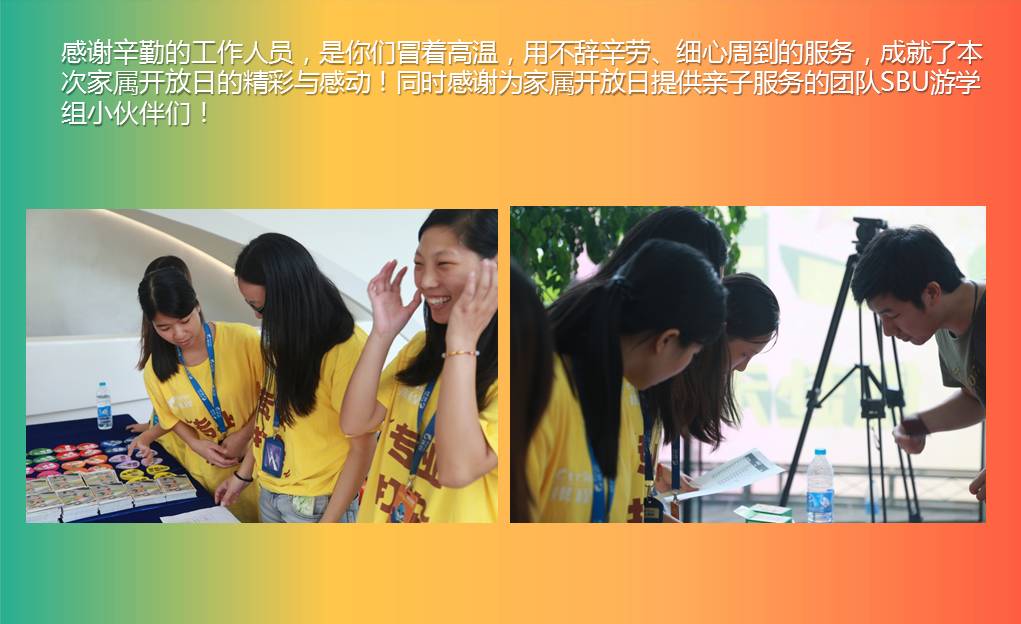 感谢辛勤的工作人员，是你们冒着高温，用不辞辛劳、细心周到的服务，成就了本
次家属开放日的精彩与感动！同时感谢为家属开放日提供亲子服务的团队SBU游学
组小伙伴们！
专业